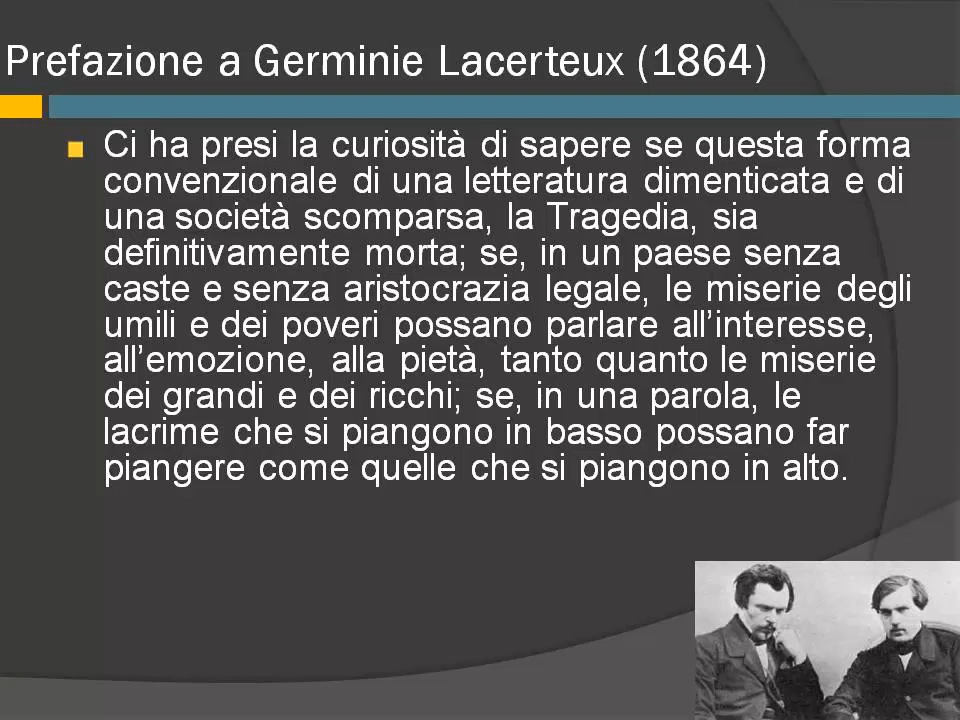 Prefazione a Germinie Lacerteux (1864)
Ci ha presi la curiosità di sapere se questa forma
convenzionale di una letteratura dimenticata e di
una società scomparsa, la Tragedia, sia
definitivamente morta; se, in un paese senza
caste e senza aristocrazia legale, le miserie degli
umili e dei poveri possano parlare all’interesse,
all’emozione, alla pietà, tanto quanto le miserie
dei grandi e dei ricchi; se, in una parola, le
lacrime che si piangono in basso possano far
piangere come quelle che si piangono in alto.